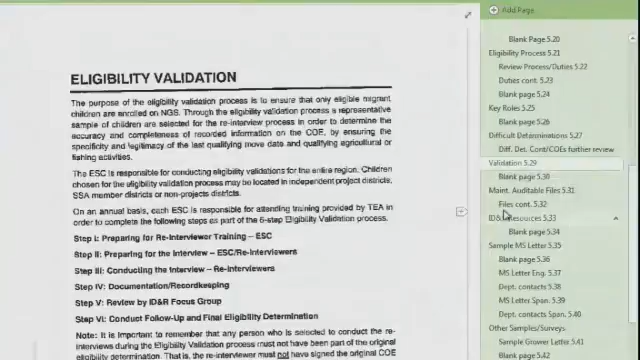 Add Page
ELIGIBILITY VALIDATION
The purpose of the eligibility validation process is to ensure that only eligible migrant
children are enrolled on NGS. Through the eligibility validation process a representative
sample of children are selected for the re-interview process in order to determine the
accuracy and completeness of recorded information on the COE, by ensuring the
specificity and legitimacy of the last qualifying move date and qualifying agricultural or
fishing activities.
The ESC is responsible for conducting eligibility validations for the entire region. Children
chosen for the eligibility validation process may be located in independent project districts,
SSA member districts or non-projects districts.
On an annual basis, each ESC is responsible for attending training provided by TEA in
order to complete the following steps as part of the 6-step Eligibility Validation process.
Step I: Preparing for Re-Interviewer Training – ESC
Step II: Preparing for the Interview – ESC/Re-Interviewers
Step III: Conducting the Interview – Re-Interviewers
Step IV: Documentation/Recordkeeping
Step V: Review by ID&R Focus Group
Step VI: Conduct Follow-Up and Final Eligibility Determination
Note: It is important to remember that any person who is selected to conduct the re-
interviews during the Eligibility Validation process must not have been part of the original
eligibility determination. That is, the re-interviewer must not have signed the original COE
Blank Page 5.20
Eligibility Process 5.21
Review Process/Duties 5.22
Duties cont. 5.23
Blank page 5.24
Key Roles 5.25
Blank page 5.26
Difficult Determinations 5.27
Diff. Det. Cont/COEs further review
Validation 5.29
Blank page 5.30
Maint. Auditable Files 5.31
Files cont. 5.32
ID& Resources 5.33
Blank page 5.34
Sample MS Letter 5.35
Blank page 5.36
MS Letter Eng. 5.37
Dept. contacts 5.38
MS Letter Span. 5.39
Dept. contacts Span. 5.40
Other Samples/Surveys
Sample Grower Letter 5.41
Blank page 5.42